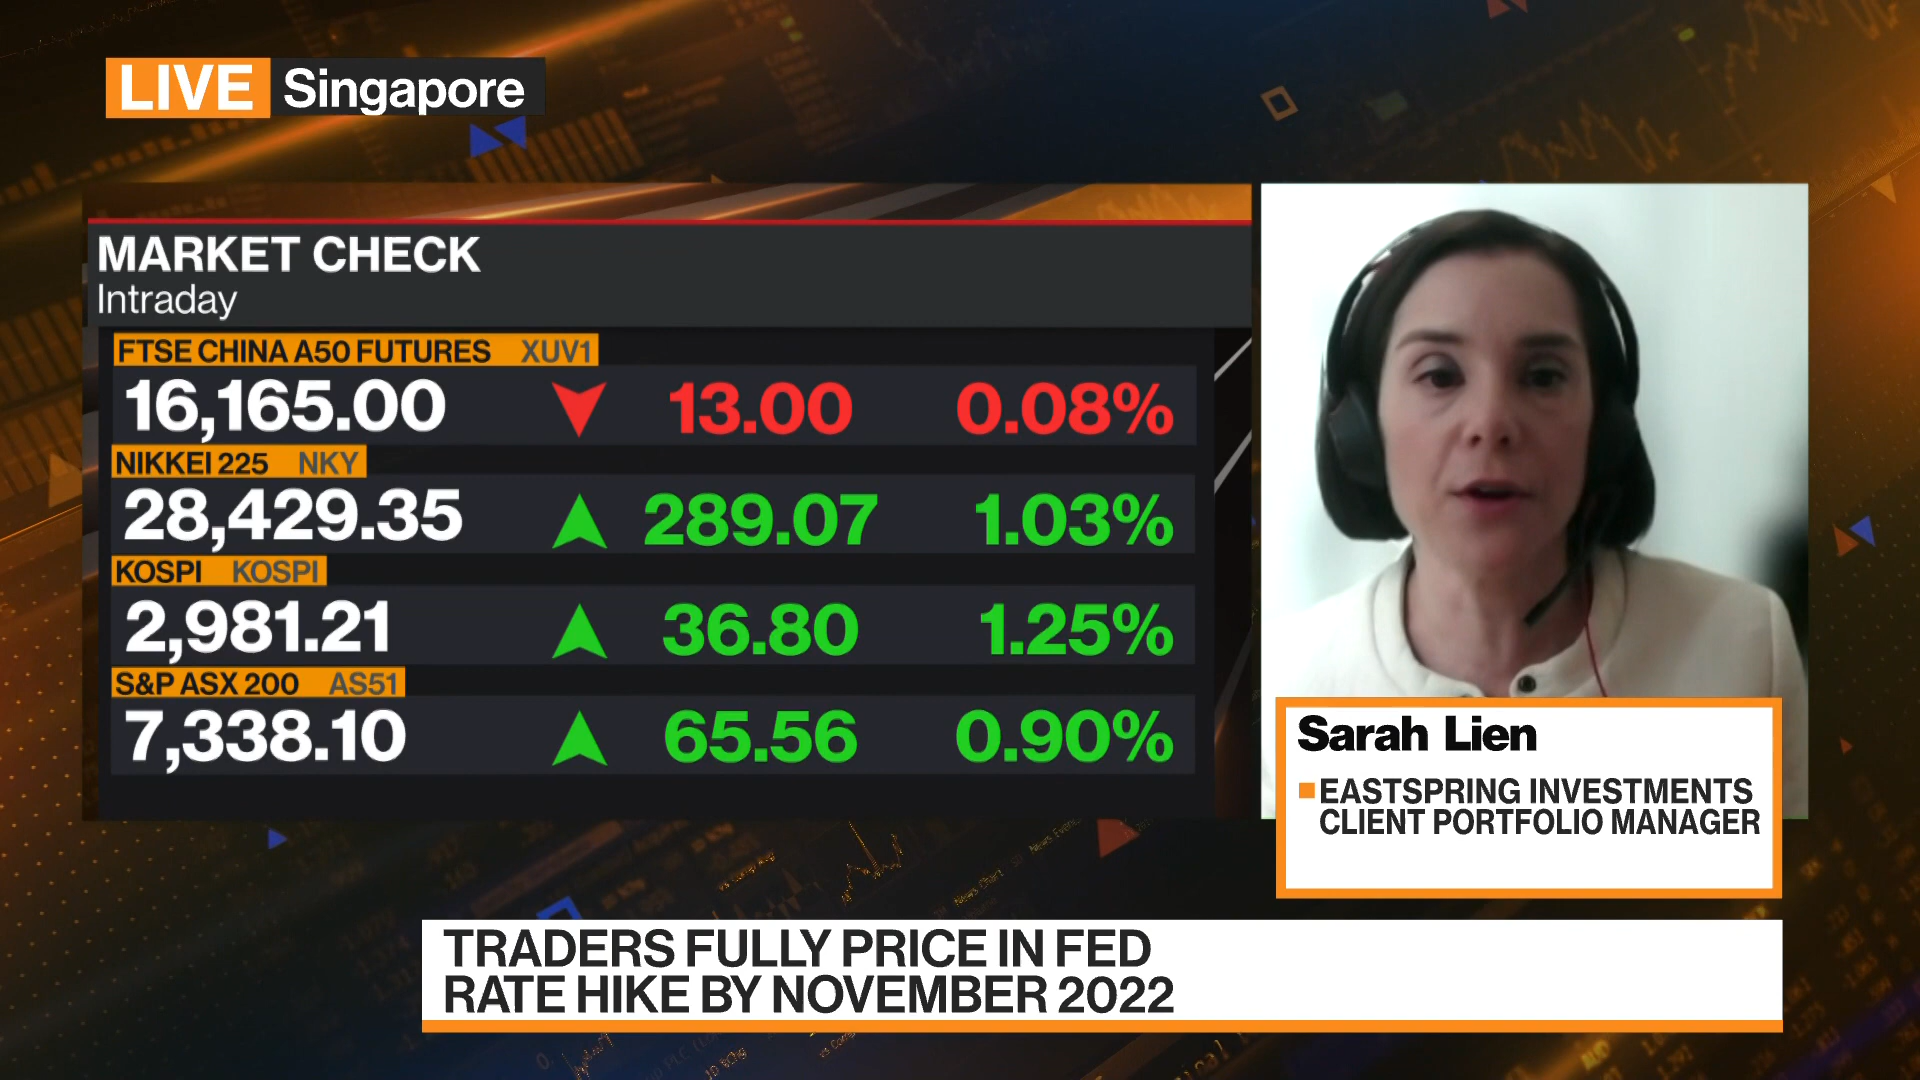 LIVE Singapore
MARKET CHECK
Intraday
FTSE CHINA A50 FUTURES XUV1
16,165.00 13.00 0.08%
NIKKEI 225 NKY
28,429.35 289.07 1.03%
KOSPI KOSPI
2,981.21 36.80 1.25%
S&P ASX 200 AS51
7,338.10 65.56 0.90%
Sarah Lien
EASTSPRING INVESTMENTS
CLIENT PORTFOLIO MANAGER
TRADERS FULLY PRICE IN FED
RATE HIKE BY NOVEMBER 2022